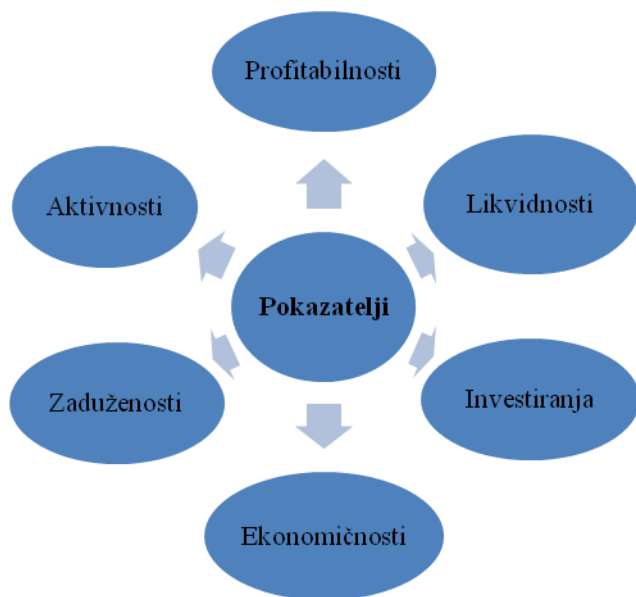 Profitabilnosti
Aktivnosti
Likvidnosti
Pokazatelji
Zaduženosti
Investiranja
Ekonomičnosti